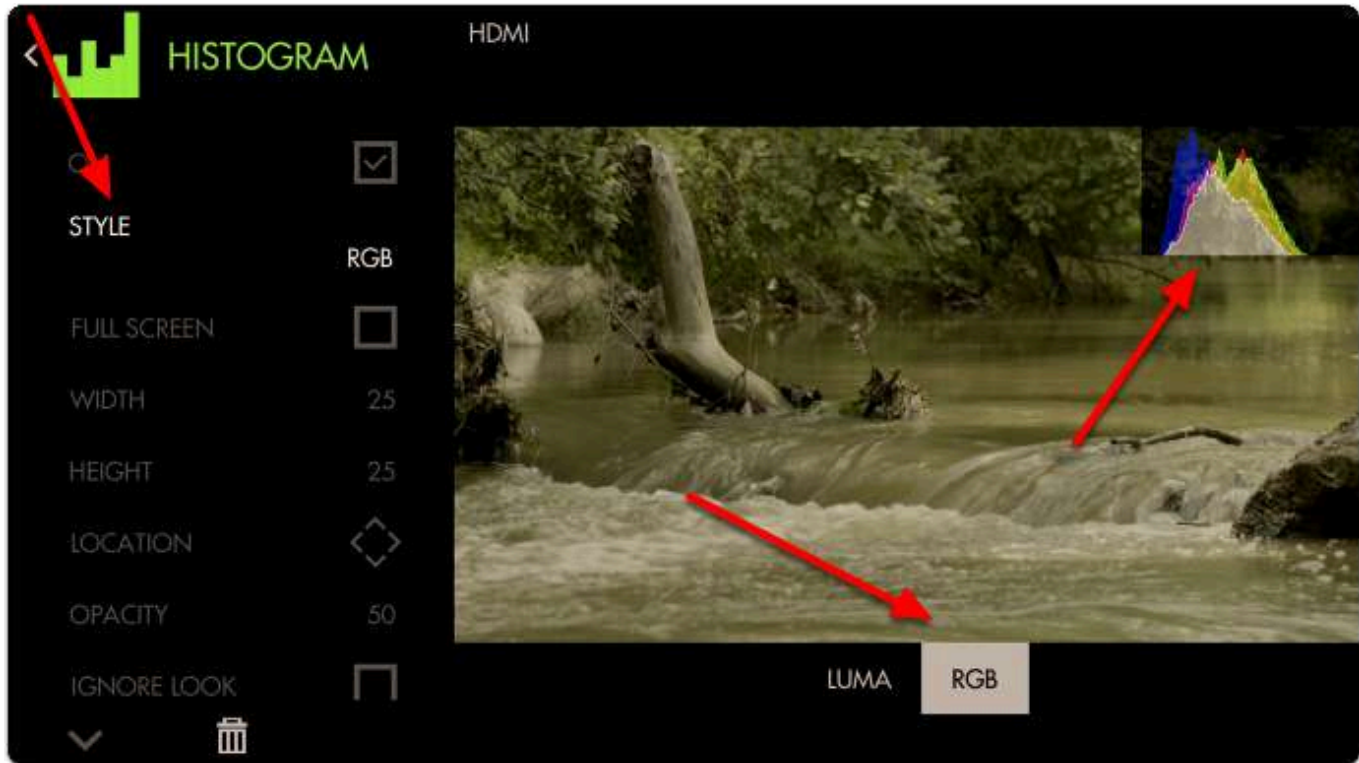 HISTOGRAM
HDMI
STYLE
RGB
FULL SCREEN
WIDTH 25
HEIGHT 25
LOCATION
OPACITY 50
IGNORE LOOK
LUMA RGB